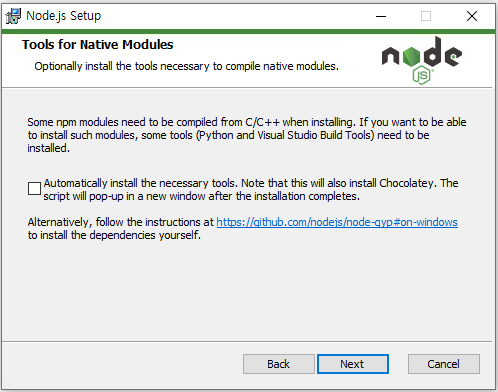 Node.js Setup
Tools for Native Modules
Optionally install the tools necessary to compile native modules.
node
JS
Some npm modules need to be compiled from C/C++ when installing. If you want to be able
to install such modules, some tools (Python and Visual Studio Build Tools) need to be
installed.
Automatically install the necessary tools. Note that this will also install Chocolatey. The
script will pop-up in a new window after the installation completes.
Alternatively, follow the instructions at https://github.com/nodejs/node-gyp#on-windows
to install the dependencies yourself.
Back Next Cancel